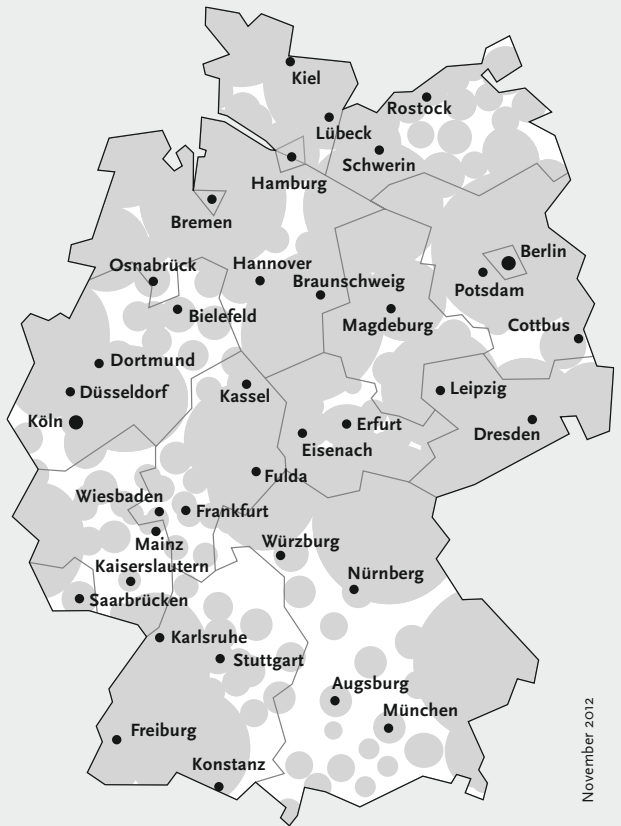 Kiel
Rostock
Lübeck
Schwerin
Hamburg
Bremen
Berlin
Osnabrück
Hannover
Braunschweig
Potsdam
Bielefeld
Magdeburg
Cottbus
Dortmund
Düsseldorf
Kassel
Leipzig
Köln
Erfurt
Dresden
Eisenach
Fulda
Wiesbaden
Frankfurt
Mainz
Würzburg
Kaiserslautern
Nürnberg
Saarbrücken
Karlsruhe
Stuttgart
Augsburg
München
Freiburg
Konstanz
November 2012